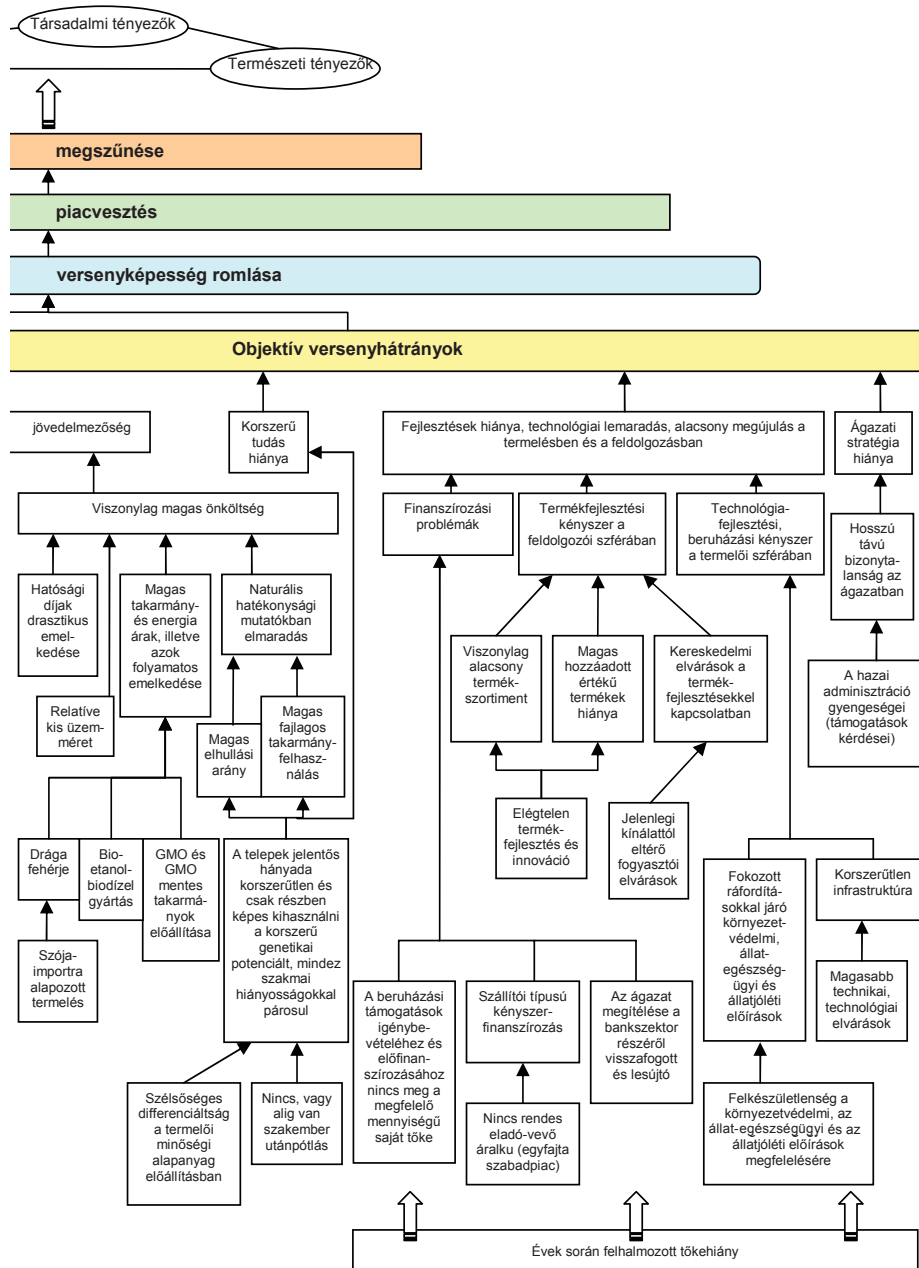 Társadalmi tényezők
Természeti tényezők
megszűnése
piacvesztés
versenyképesség romlása
Objektív versenyhátrányok
jövedelmezőség
Korszerű
tudás
hiánya
Fejlesztések hiánya, technológiai lemaradás, alacsony megújulás a
termelésben és a feldolgozásban
Ágazati
stratégia
hiánya
Viszonylag magas önköltség
Finanszírozási
problémák
Termékfejlesztési
kényszer a
feldolgozói szférában
Technológia-
fejlesztési,
beruházási kényszer
a termelői szférában
Hosszú
távú
bizonyta-
lanság az
ágazatban
Hatósági
díjak
drasztikus
emel-
kedése
Magas
takarmány-
és energia
árak, illetve
azok
folyamatos
emelkedése
Naturális
hatékonysági
mutatókban
elmaradás
Relatíve
kis üzem-
méret
Magas
elhullási
arány
Magas
fajlagos
takarmány-
felhasz-
nálás
Viszonylag
alacsony
termék-
szortiment
Magas
hozzáadott
értékű
termékek
hiánya
Kereskedelmi
elvárások a
termék-
fejlesztésekkel
kapcsolatban
A hazai
adminisztráció
gyengeségei
(támogatások
kérdései)
Elégtelen
termék-
fejlesztés és
innováció
Jelenlegi
kínálattól
eltérő
fogyasztói
elvárások
Drága
fehérje
Bio-
etanol-
biodízel
gyártás
GMO és
GMO
mentes
takarmá-
nyok
előállítása
A telepek jelentős
hányada
korszerűtlen és
csak részben
képes kihasználni
a korszerű
genetikai
potenciált, mindez
szakmai
hiányosságokkal
párosul
Fokozott
ráfordítá-
sokkal járó
környezet-
védelmi,
állat-
egészség-
ügyi és
állatjóléti
előírások
Korszerűtlen
infrastruktúra
Szója-
importra
alapozott
termelés
A beruházási
támogatások
igénybe-
vételéhez és
előfinan-
szírozásához
nincs meg a
megfelelő
mennyiségű
saját tőke
Szállítói típusú
kényszer-
finanszírozás
Az ágazat
megítélése a
bankszektor
részéről
visszafogott
és lesújtó
Magasabb
technikai,
technológiai
elvárások
Szélsőséges
differenciáltság
a termelői
minőségi
alapanyag
előállításban
Nincs, vagy
alig van
szakember
utánpótlás
Nincs rendes
eladó-vevő
áralku (egyfajta
szabadpiac)
Felkészületlenség a
környezetvédelmi, az
állat-egészségügyi és az
állatjóléti előírások
megfelelésére
Évek során felhalmozott tőkehiány